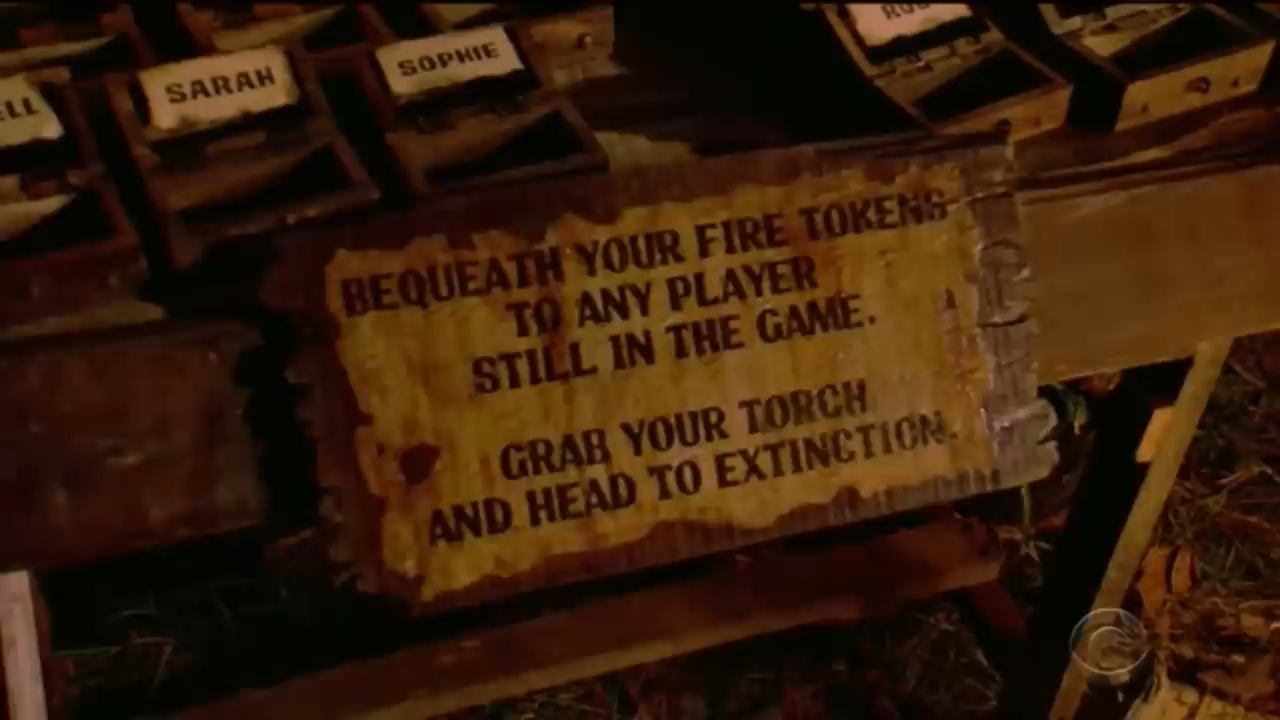 ELL
SARAH
SOPHIE
BEQUEATH YOUR FIRE TOKENS
TO ANY PLAYER
STILL IN THE GAME.
GRAB YOUR TORCH
AND HEAD TO EXTINCTION.